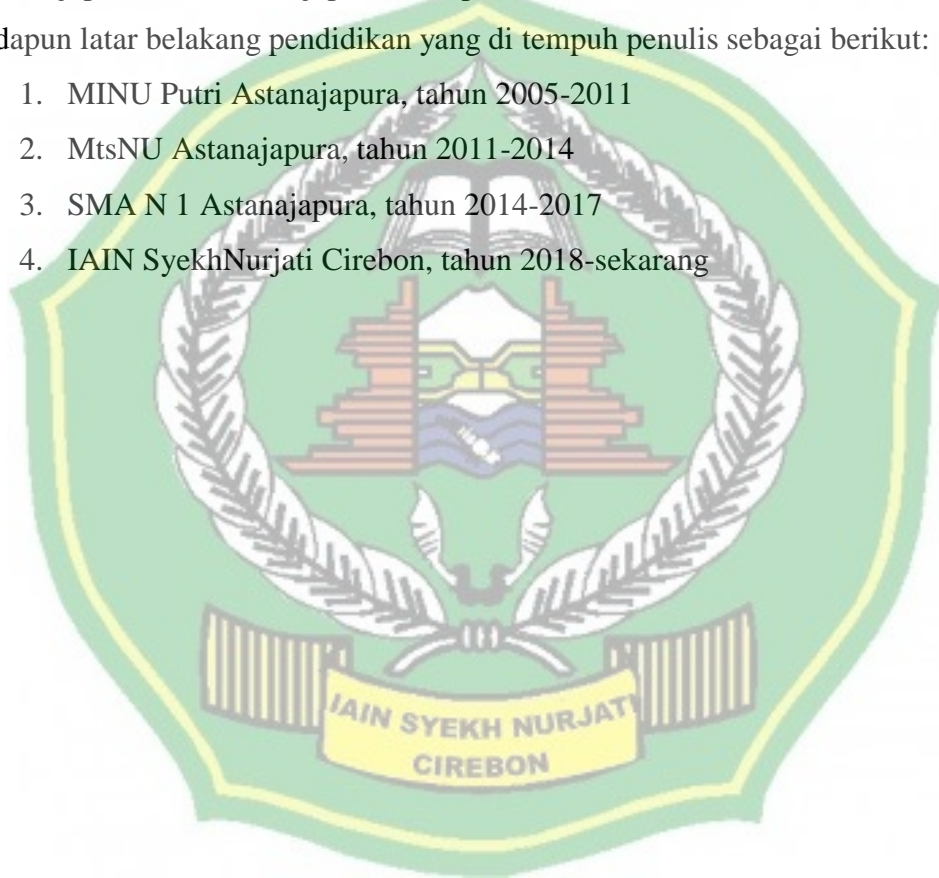 dapun latar belakang pendidikan yang di tempuh penulis sebagai berikut:
1. MINU Putri Astanajapura, tahun 2005-2011
2. MtsNU Astanajapura, tahun 2011-2014
3. SMA N 1 Astanajapura, tahun 2014-2017
4. IAIN SyekhNurjati Cirebon, tahun 2018-sekarang
IAIN SYEKH NURJATI
CIREBON